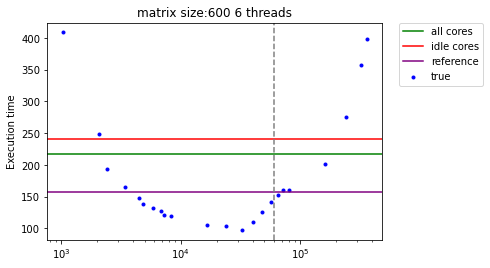 matrix size:600 6 threads
Execution time
400
350
300
250
200
150
100
10³
10⁴
10⁵
all cores
idle cores
reference
true